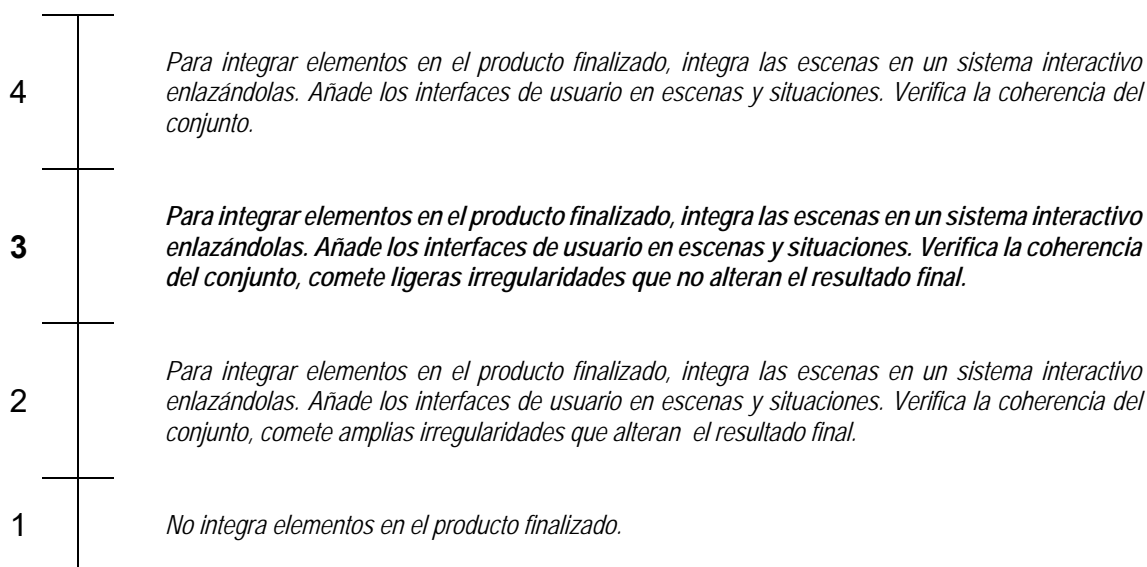 4
Para integrar elementos en el producto finalizado, integra las escenas en un sistema interactivo
enlazándolas. Añade los interfaces de usuario en escenas y situaciones. Verifica la coherencia del
conjunto.
3
Para integrar elementos en el producto finalizado, integra las escenas en un sistema interactivo
enlazándolas. Añade los interfaces de usuario en escenas y situaciones. Verifica la coherencia
del conjunto, comete ligeras irregularidades que no alteran el resultado final.
2
Para integrar elementos en el producto finalizado, integra las escenas en un sistema interactivo
enlazándolas. Añade los interfaces de usuario en escenas y situaciones. Verifica la coherencia del
conjunto, comete amplias irregularidades que alteran  el resultado final.
1
No integra elementos en el producto finalizado.